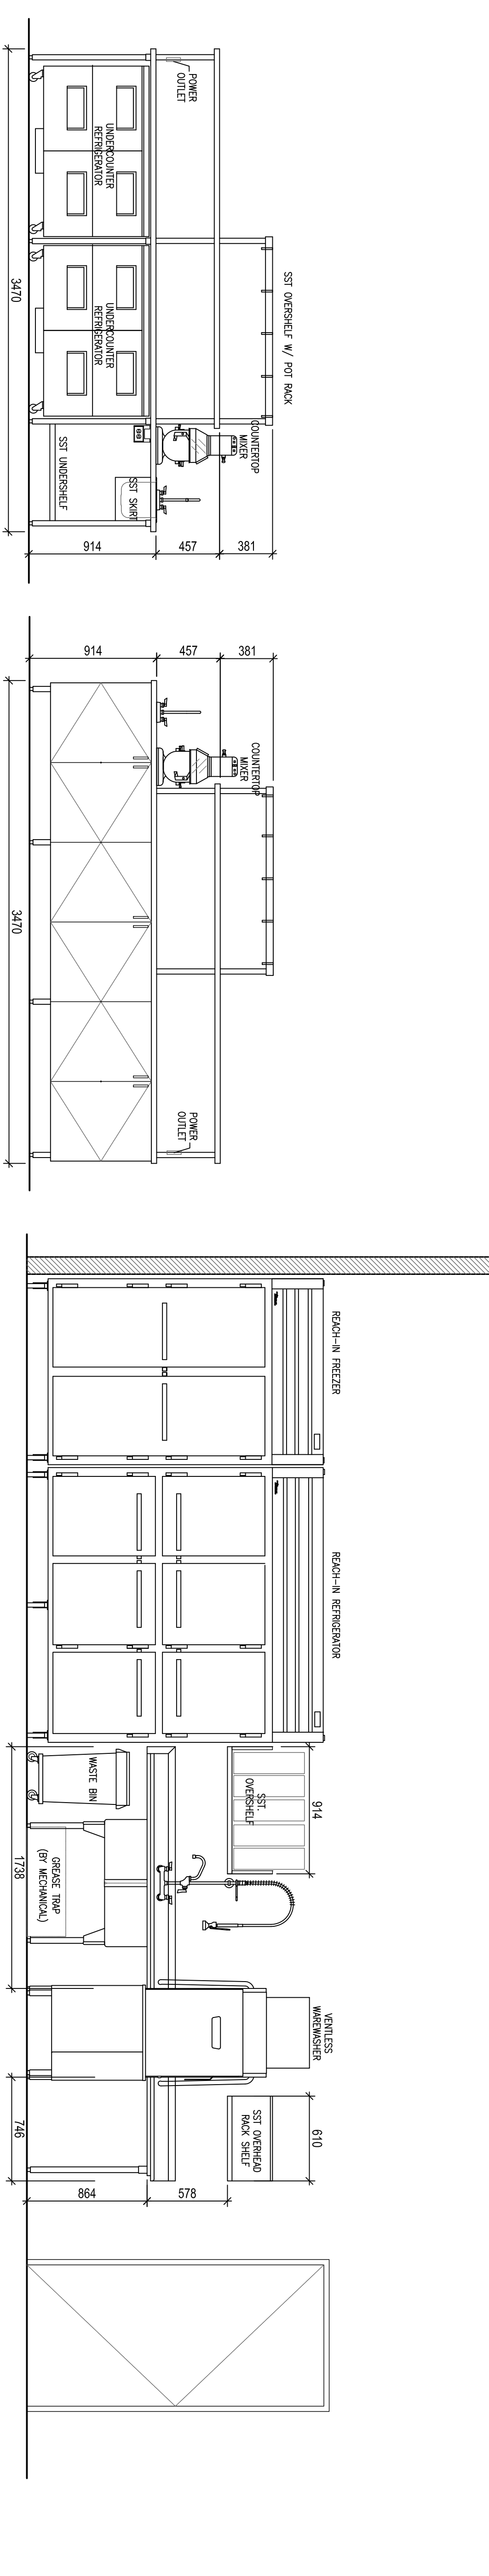 SST OVERSHELF W/ POT RACK
POWER
OUTLET
COUNTERTOP
MIXER
UNDERCOUNTER
REFRIGERATOR
UNDERCOUNTER
REFRIGERATOR
SST SKIRT
SST UNDERSHELF
3470
914
457
381
914
457
381
COUNTERTOP
MIXER
POWER
OUTLET
3470
REACH-IN FREEZER
REACH-IN REFRIGERATOR
914
SST.
OVERSHELF
WASTE BIN
GREASE TRAP
(BY MECHANICAL)
1738
VENTLESS
WAREWASHER
610
SST OVERHEAD
RACK SHELF
746
864
578